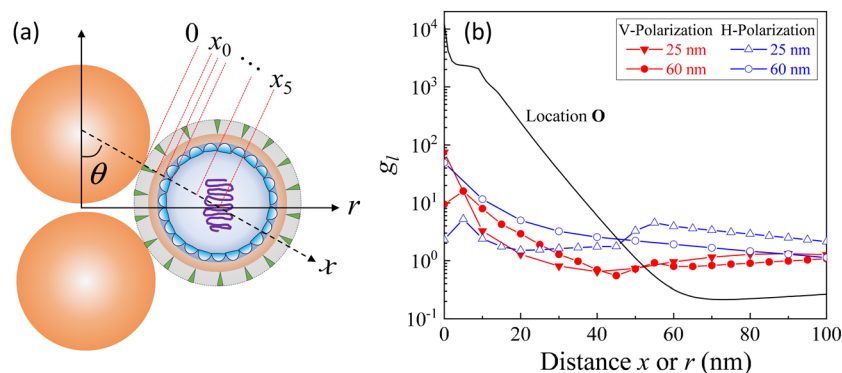 (a)
0
x0
...
x5
θ
r
x
(b)
10^4
10^3
10^2
10^1
10^0
10^-1
gl
V-Polarization H-Polarization
25 nm 25 nm
60 nm 60 nm
Location O
0 20 40 60 80 100
Distance x or r (nm)